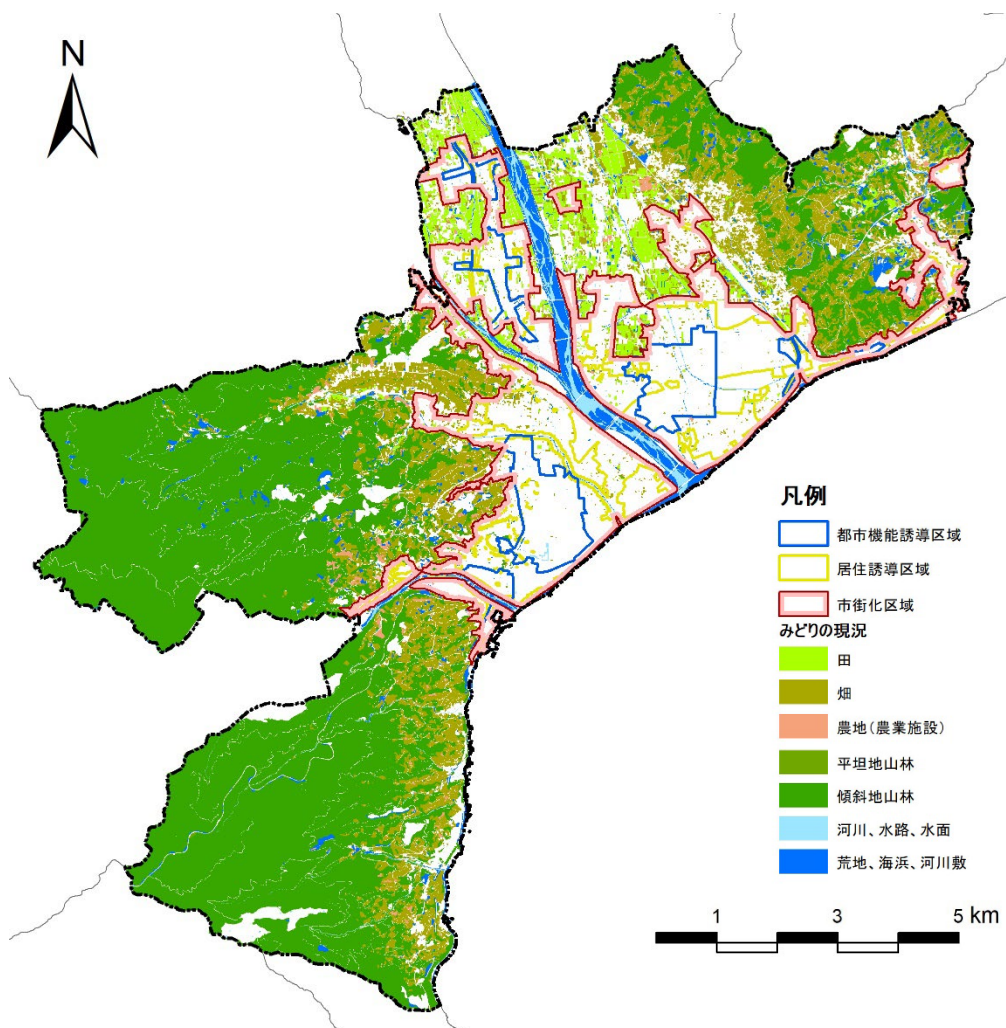 N
凡例
都市機能誘導区域
居住誘導区域
市街化区域
みどりの現況
田
畑
農地(農業施設)
平坦地山林
傾斜地山林
河川、水路、水面
荒地、海浜、河川敷
1 3 5 km